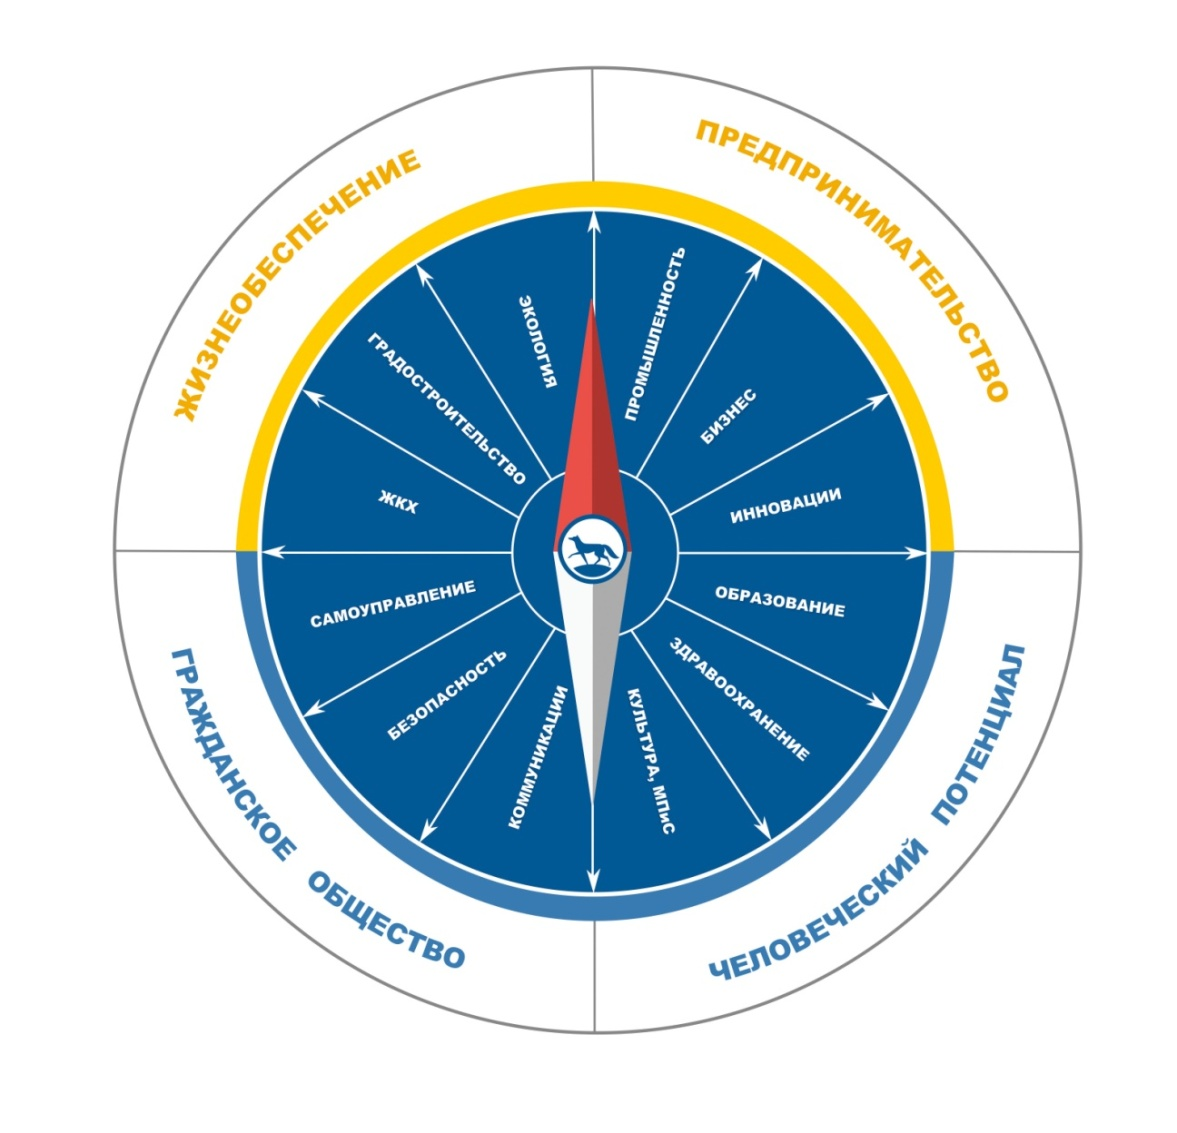 ЖИЗНЕОБЕСПЕЧЕНИЕ
ПРЕДПРИНИМАТЕЛЬСТВО
ЭКОЛОГИЯ
ПРОМЫШЛЕННОСТЬ
ГРАДОСТРОИТЕЛЬСТВО
БИЗНЕС
ЖКХ
ИННОВАЦИИ
САМОУПРАВЛЕНИЕ
ОБРАЗОВАНИЕ
БЕЗОПАСНОСТЬ
ЗДРАВООХРАНЕНИЕ
КОММУНИКАЦИИ
КУЛЬТУРА, МПиС
ГРАЖДАНСКОЕ ОБЩЕСТВО
ЧЕЛОВЕЧЕСКИЙ ПОТЕНЦИАЛ